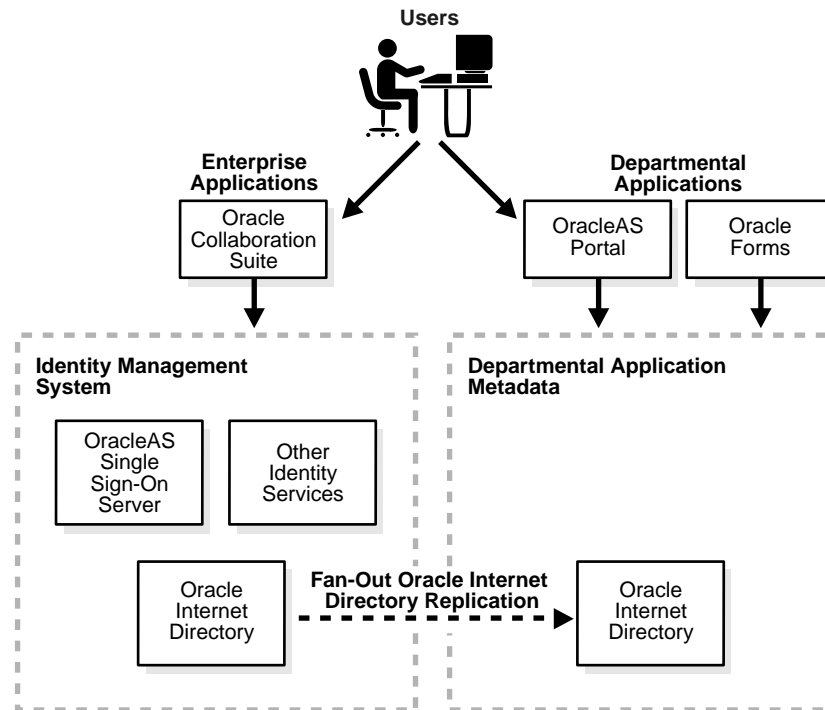 Users
Enterprise
Applications
Departmental
Applications
Oracle
Collaboration
Suite
OracleAS
Portal
Oracle
Forms
Identity Management
System
Departmental Application
Metadada
OracleAS
Single
Sign-On
Server
Other
Identity
Services
Fan-Out Oracle Internet
Directory Replication
Oracle
Internet
Directory
Oracle
Internet
Directory